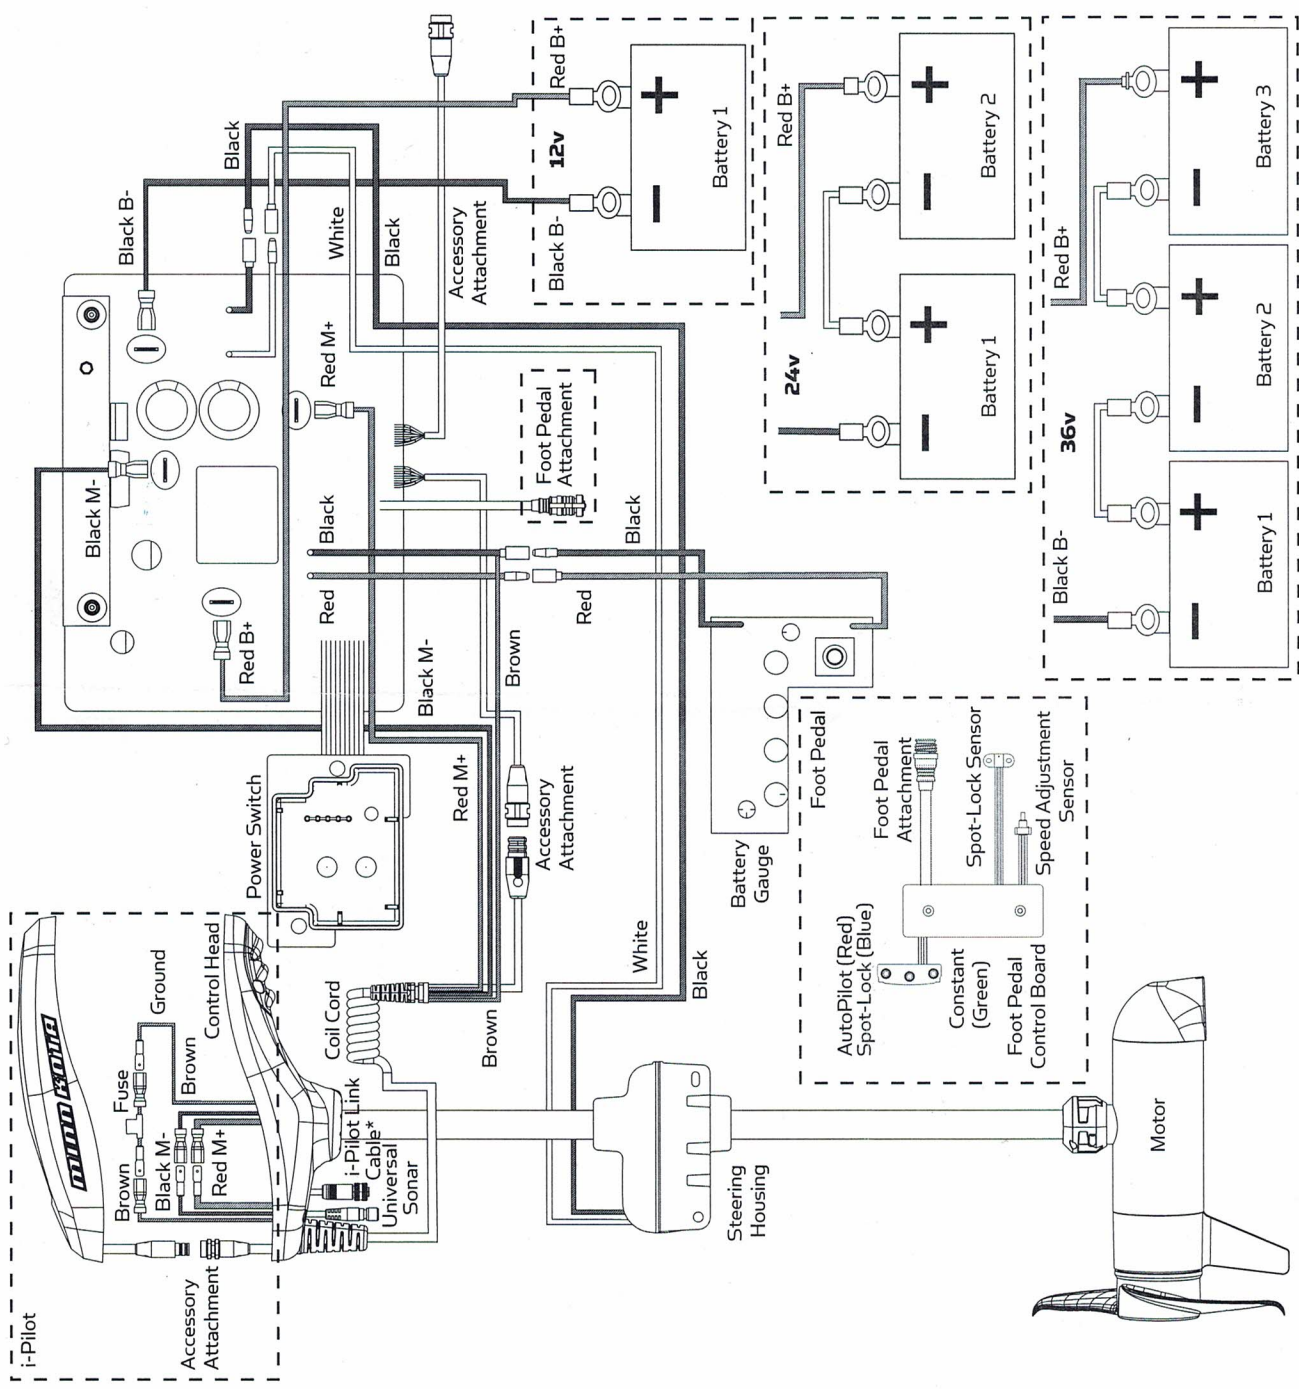 i-Pilot
MINN KOTA
Accessory
Attachment
Brown
Fuse
Ground
Black M-
Red M+
Brown
Control Head
i-Pilot Link
Cable*
Universal
Sonar
Coil Cord
Power Switch
Brown
Red M+
Black M-
Accessory
Attachment
Brown
Black M-
Red B+
Red
Black
Red M+
Black B-
Black
White
Black
Accessory
Attachment
Foot Pedal
Attachment
Black
Red
White
Black
Steering
Housing
Battery
Gauge
Foot Pedal
12v
Red B+
Black B-
Battery 1
24v
Red B+
Battery 1
Battery 2
36v
Red B+
Black B-
Battery 1
Battery 2
Battery 3
Foot Pedal
Attachment
Spot-Lock Sensor
Speed Adjustment
Sensor
AutoPilot (Red)
Spot-Lock (Blue)
Constant
(Green)
Foot Pedal
Control Board
Motor